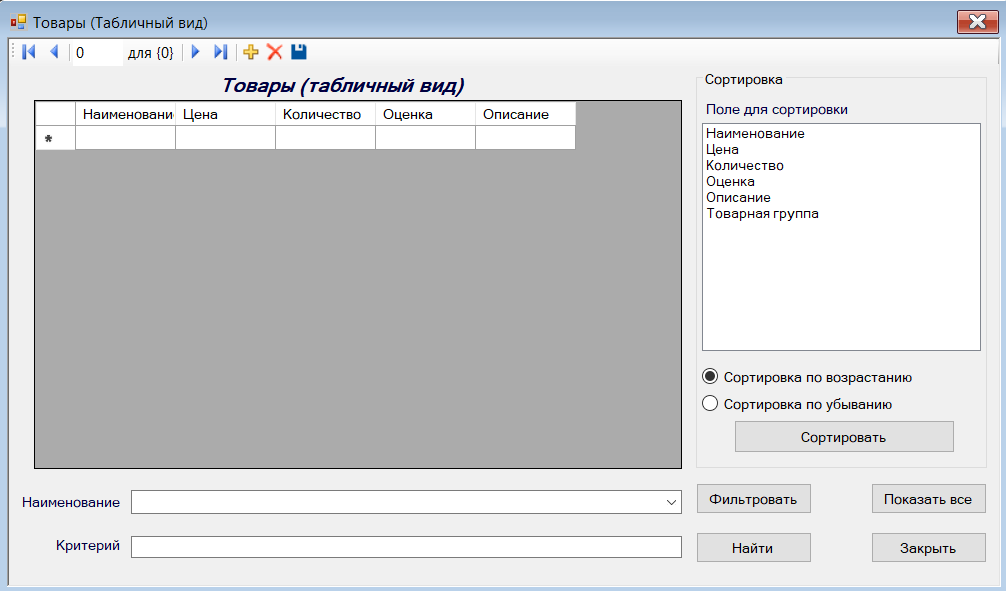 Товары (Табличный вид)
0 для {0}
Товары (табличный вид)
Наименовани Цена Количество Оценка Описание
*
Сортировка
Поле для сортировки
Наименование
Цена
Количество
Оценка
Описание
Товарная группа
Сортировка по возрастанию
Сортировка по убыванию
Сортировать
Наименование
Фильтровать
Показать все
Критерий
Найти
Закрыть